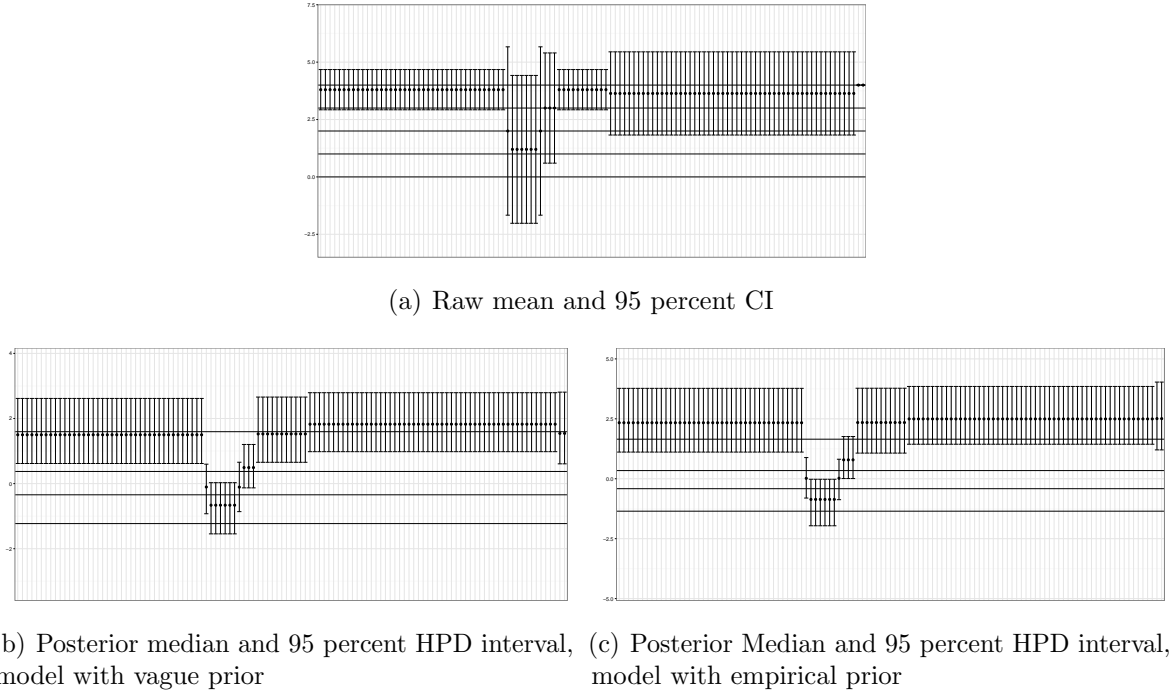 7.5
5.0
2.5
0.0
−2.5
(a) Raw mean and 95 percent CI
4
2
0
−2
5.0
2.5
0.0
−2.5
−5.0
b) Posterior median and 95 percent HPD interval,
model with vague prior
(c) Posterior Median and 95 percent HPD interval,
model with empirical prior